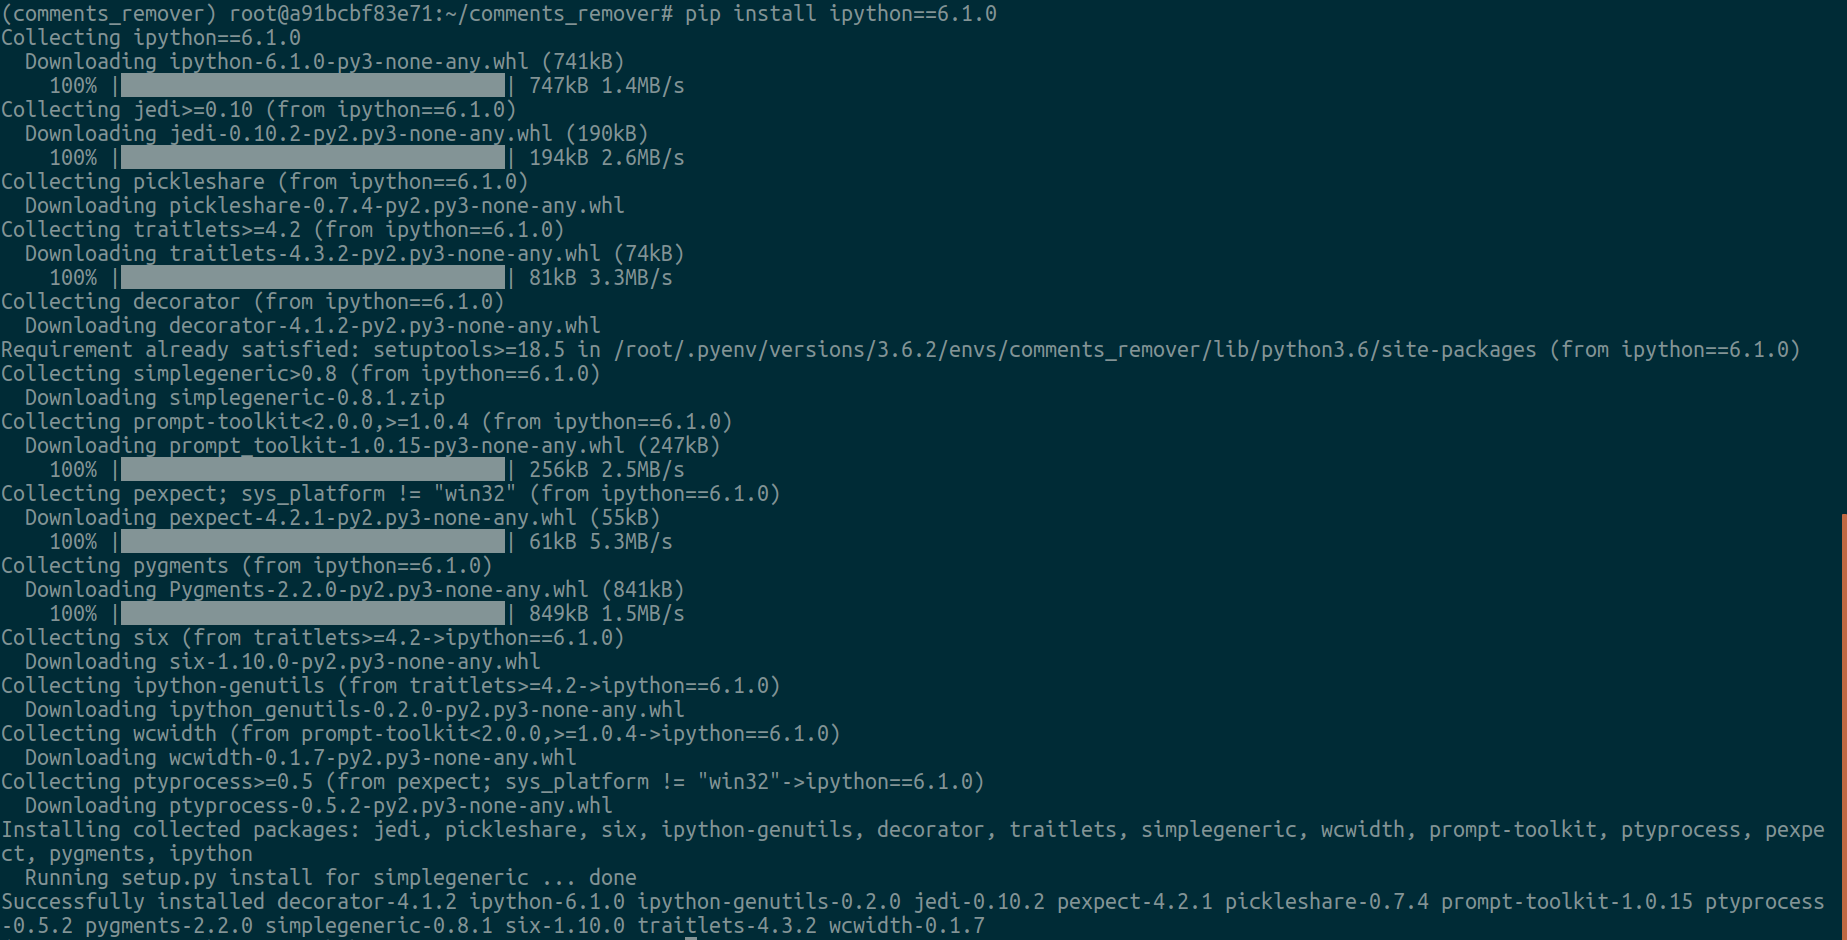 (comments_remover) root@a91bcbf83e71:~/comments_remover# pip install ipython==6.1.0
Collecting ipython==6.1.0
  Downloading ipython-6.1.0-py3-none-any.whl (741kB)
    100% |████████████████████████████████| 747kB 1.4MB/s
Collecting jedi>=0.10 (from ipython==6.1.0)
  Downloading jedi-0.10.2-py2.py3-none-any.whl (190kB)
    100% |████████████████████████████████| 194kB 2.6MB/s
Collecting pickleshare (from ipython==6.1.0)
  Downloading pickleshare-0.7.4-py2.py3-none-any.whl
Collecting traitlets>=4.2 (from ipython==6.1.0)
  Downloading traitlets-4.3.2-py2.py3-none-any.whl (74kB)
    100% |████████████████████████████████| 81kB 3.3MB/s
Collecting decorator (from ipython==6.1.0)
  Downloading decorator-4.1.2-py2.py3-none-any.whl
Requirement already satisfied: setuptools>=18.5 in /root/.pyenv/versions/3.6.2/envs/comments_remover/lib/python3.6/site-packages (from ipython==6.1.0)
Collecting simplegeneric>0.8 (from ipython==6.1.0)
  Downloading simplegeneric-0.8.1.zip
Collecting prompt-toolkit<2.0.0,>=1.0.4 (from ipython==6.1.0)
  Downloading prompt_toolkit-1.0.15-py3-none-any.whl (247kB)
    100% |████████████████████████████████| 256kB 2.5MB/s
Collecting pexpect; sys_platform != "win32" (from ipython==6.1.0)
  Downloading pexpect-4.2.1-py2.py3-none-any.whl (55kB)
    100% |████████████████████████████████| 61kB 5.3MB/s
Collecting pygments (from ipython==6.1.0)
  Downloading Pygments-2.2.0-py2.py3-none-any.whl (841kB)
    100% |████████████████████████████████| 849kB 1.5MB/s
Collecting six (from traitlets>=4.2->ipython==6.1.0)
  Downloading six-1.10.0-py2.py3-none-any.whl
Collecting ipython-genutils (from traitlets>=4.2->ipython==6.1.0)
  Downloading ipython_genutils-0.2.0-py2.py3-none-any.whl
Collecting wcwidth (from prompt-toolkit<2.0.0,>=1.0.4->ipython==6.1.0)
  Downloading wcwidth-0.1.7-py2.py3-none-any.whl
Collecting ptyprocess>=0.5 (from pexpect; sys_platform != "win32"->ipython==6.1.0)
  Downloading ptyprocess-0.5.2-py2.py3-none-any.whl
Installing collected packages: jedi, pickleshare, six, ipython-genutils, decorator, traitlets, simplegeneric, wcwidth, prompt-toolkit, ptyprocess, pexpe
ct, pygments, ipython
  Running setup.py install for simplegeneric ... done
Successfully installed decorator-4.1.2 ipython-6.1.0 ipython-genutils-0.2.0 jedi-0.10.2 pexpect-4.2.1 pickleshare-0.7.4 prompt-toolkit-1.0.15 ptyprocess
-0.5.2 pygments-2.2.0 simplegeneric-0.8.1 six-1.10.0 traitlets-4.3.2 wcwidth-0.1.7